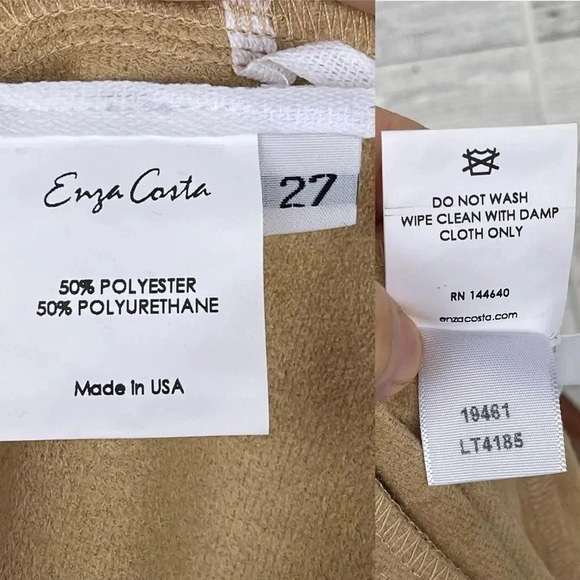 Enza Costa
27
50% POLYESTER
50% POLYURETHANE
Made in USA
DO NOT WASH
WIPE CLEAN WITH DAMP
CLOTH ONLY
RN 144640
enzacosta.com
19461
LT4185